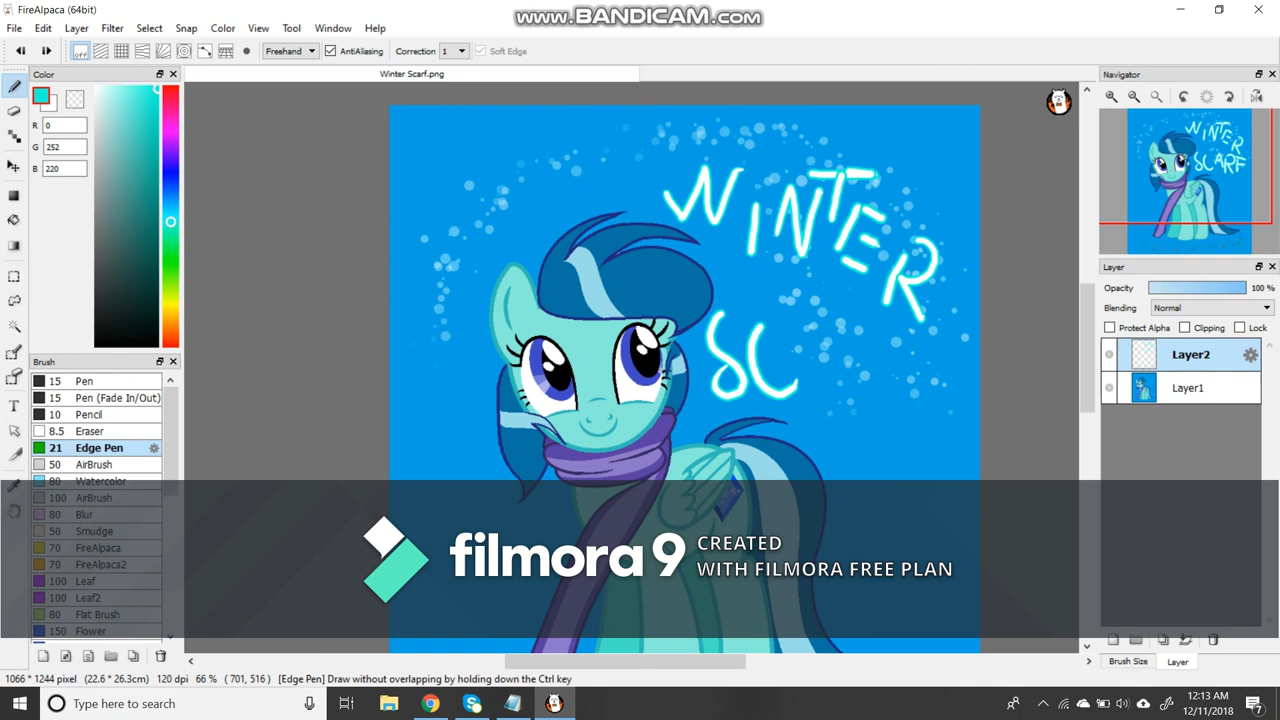 FireAlpaca (64bit)
www.BANDICAM.com
File Edit Layer Filter Select Snap Color View Tool Window Help
off Freehand AntiAliasing Correction 1 Soft Edge
Color
Winter Scarf.png
Navigator
R 0
G 252
B 220
WINTER
SCARF
WINTER
SC
Layer
Opacity 100 %
Blending Normal
Protect Alpha Clipping Lock
Layer2
Layer1
Brush
15 Pen
15 Pen (Fade In/Out)
10 Pencil
8.5 Eraser
21 Edge Pen
50 AirBrush
80 Watercolor
100 AirBrush
80 Blur
50 Smudge
70 FireAlpaca
70 FireAlpaca2
100 Leaf
100 Leaf2
80 Flat Brush
150 Flower
filmora9 CREATED
WITH FILMORA FREE PLAN
Brush Size Layer
1066 * 1244 pixel (22.6 * 26.3cm) 120 dpi 66 % ( 701, 516 ) [Edge Pen] Draw without overlapping by holding down the Ctrl key
Type here to search
12:13 AM
12/11/2018
7